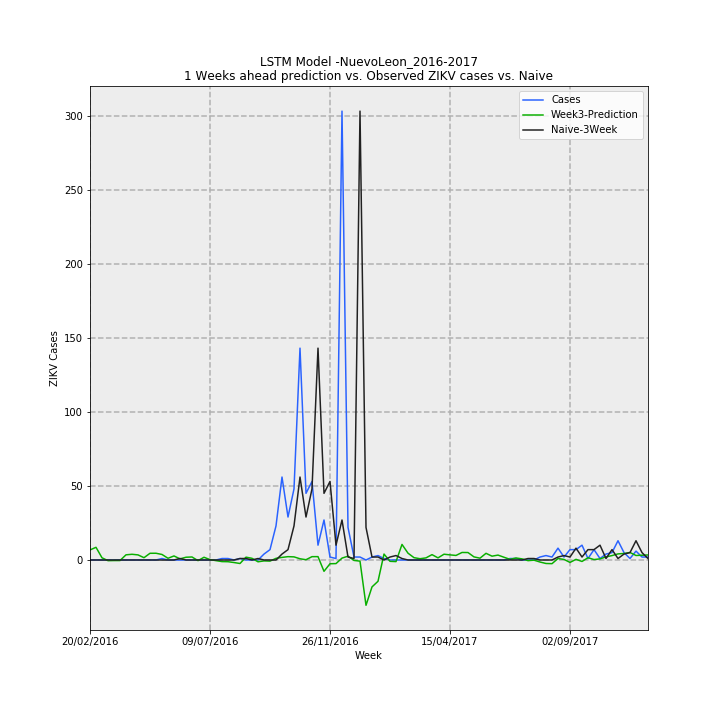 LSTM Model -NuevoLeon_2016-2017
1 Weeks ahead prediction vs. Observed ZIKV cases vs. Naive
Cases
Week3-Prediction
Naive-3Week
300
250
200
150
100
50
0
ZIKV Cases
20/02/2016
09/07/2016
26/11/2016
15/04/2017
02/09/2017
Week